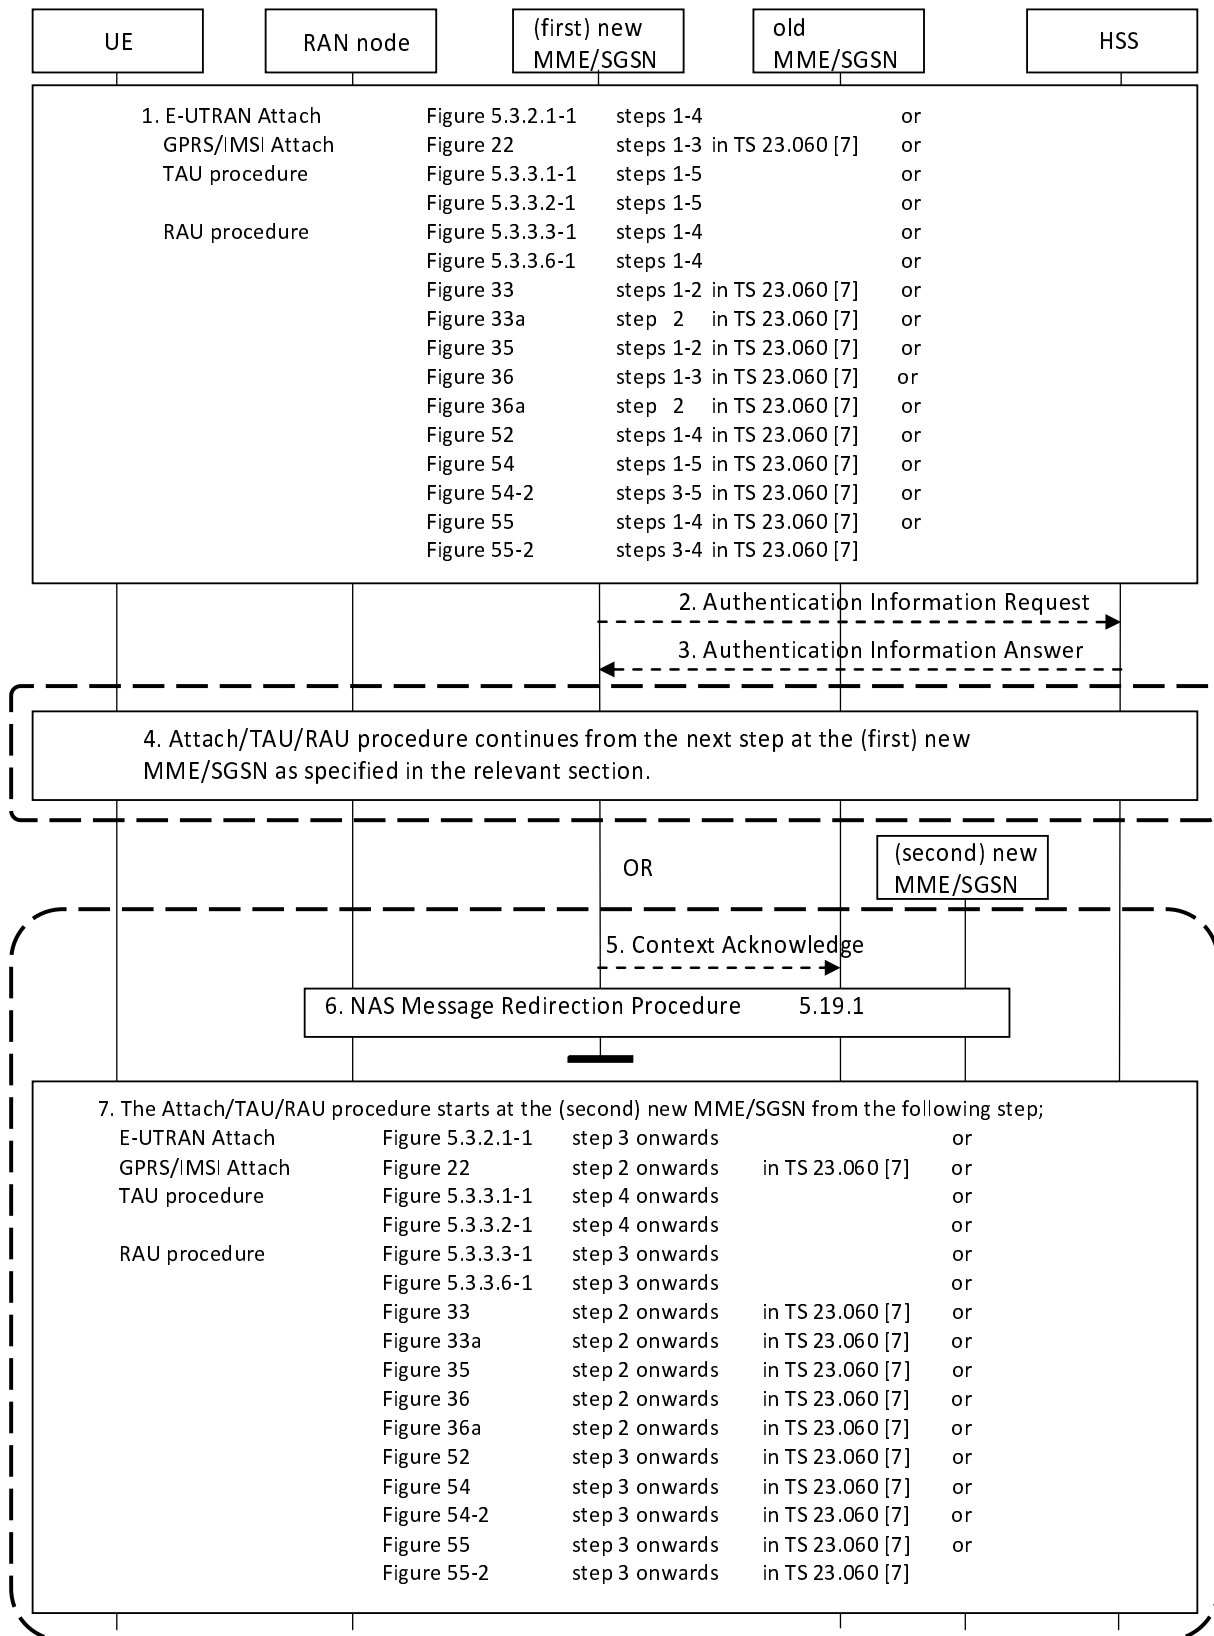 UE
RAN node
(first) new
MME/SGSN
old
MME/SGSN
HSS
1. E-UTRAN Attach Figure 5.3.2.1-1 steps 1-4 or
GPRS/IMSI Attach Figure 22 steps 1-3 in TS 23.060 [7] or
TAU procedure Figure 5.3.3.1-1 steps 1-5 or
Figure 5.3.3.2-1 steps 1-5 or
RAU procedure Figure 5.3.3.3-1 steps 1-4 or
Figure 5.3.3.6-1 steps 1-4 or
Figure 33 steps 1-2 in TS 23.060 [7] or
Figure 33a step 2 in TS 23.060 [7] or
Figure 35 steps 1-2 in TS 23.060 [7] or
Figure 36 steps 1-3 in TS 23.060 [7] or
Figure 36a step 2 in TS 23.060 [7] or
Figure 52 steps 1-4 in TS 23.060 [7] or
Figure 54 steps 1-5 in TS 23.060 [7] or
Figure 54-2 steps 3-5 in TS 23.060 [7] or
Figure 55 steps 1-4 in TS 23.060 [7] or
Figure 55-2 steps 3-4 in TS 23.060 [7]
2. Authentication Information Request
3. Authentication Information Answer
4. Attach/TAU/RAU procedure continues from the next step at the (first) new
MME/SGSN as specified in the relevant section.
OR
(second) new
MME/SGSN
5. Context Acknowledge
6. NAS Message Redirection Procedure 5.19.1
7. The Attach/TAU/RAU procedure starts at the (second) new MME/SGSN from the following step;
E-UTRAN Attach Figure 5.3.2.1-1 step 3 onwards or
GPRS/IMSI Attach Figure 22 step 2 onwards in TS 23.060 [7] or
TAU procedure Figure 5.3.3.1-1 step 4 onwards or
Figure 5.3.3.2-1 step 4 onwards or
RAU procedure Figure 5.3.3.3-1 step 3 onwards or
Figure 5.3.3.6-1 step 3 onwards or
Figure 33 step 2 onwards in TS 23.060 [7] or
Figure 33a step 2 onwards in TS 23.060 [7] or
Figure 35 step 2 onwards in TS 23.060 [7] or
Figure 36 step 2 onwards in TS 23.060 [7] or
Figure 36a step 2 onwards in TS 23.060 [7] or
Figure 52 step 3 onwards in TS 23.060 [7] or
Figure 54 step 3 onwards in TS 23.060 [7] or
Figure 54-2 step 3 onwards in TS 23.060 [7] or
Figure 55 step 3 onwards in TS 23.060 [7] or
Figure 55-2 step 3 onwards in TS 23.060 [7]